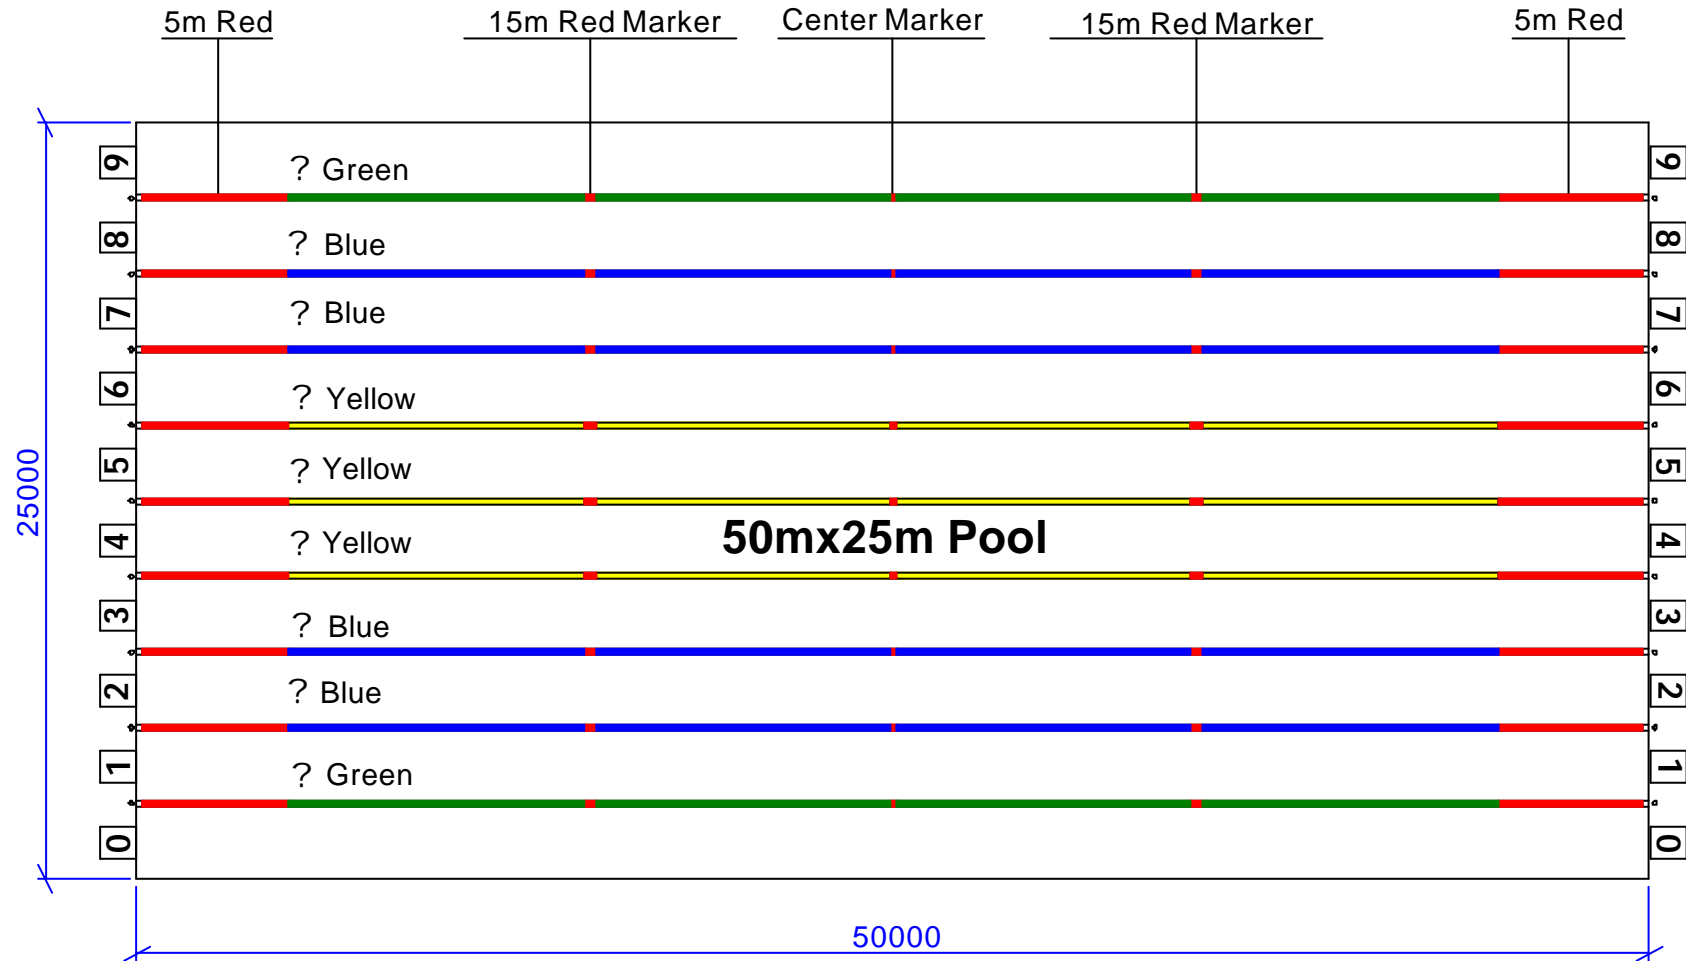 5m Red 15m Red Marker Center Marker 15m Red Marker 5m Red
9 ? Green 9
8 ? Blue 8
7 ? Blue 7
6 ? Yellow 6
5 ? Yellow 5
25000
4 ? Yellow 50mx25m Pool 4
3 ? Blue 3
2 ? Blue 2
1 ? Green 1
0 0
50000